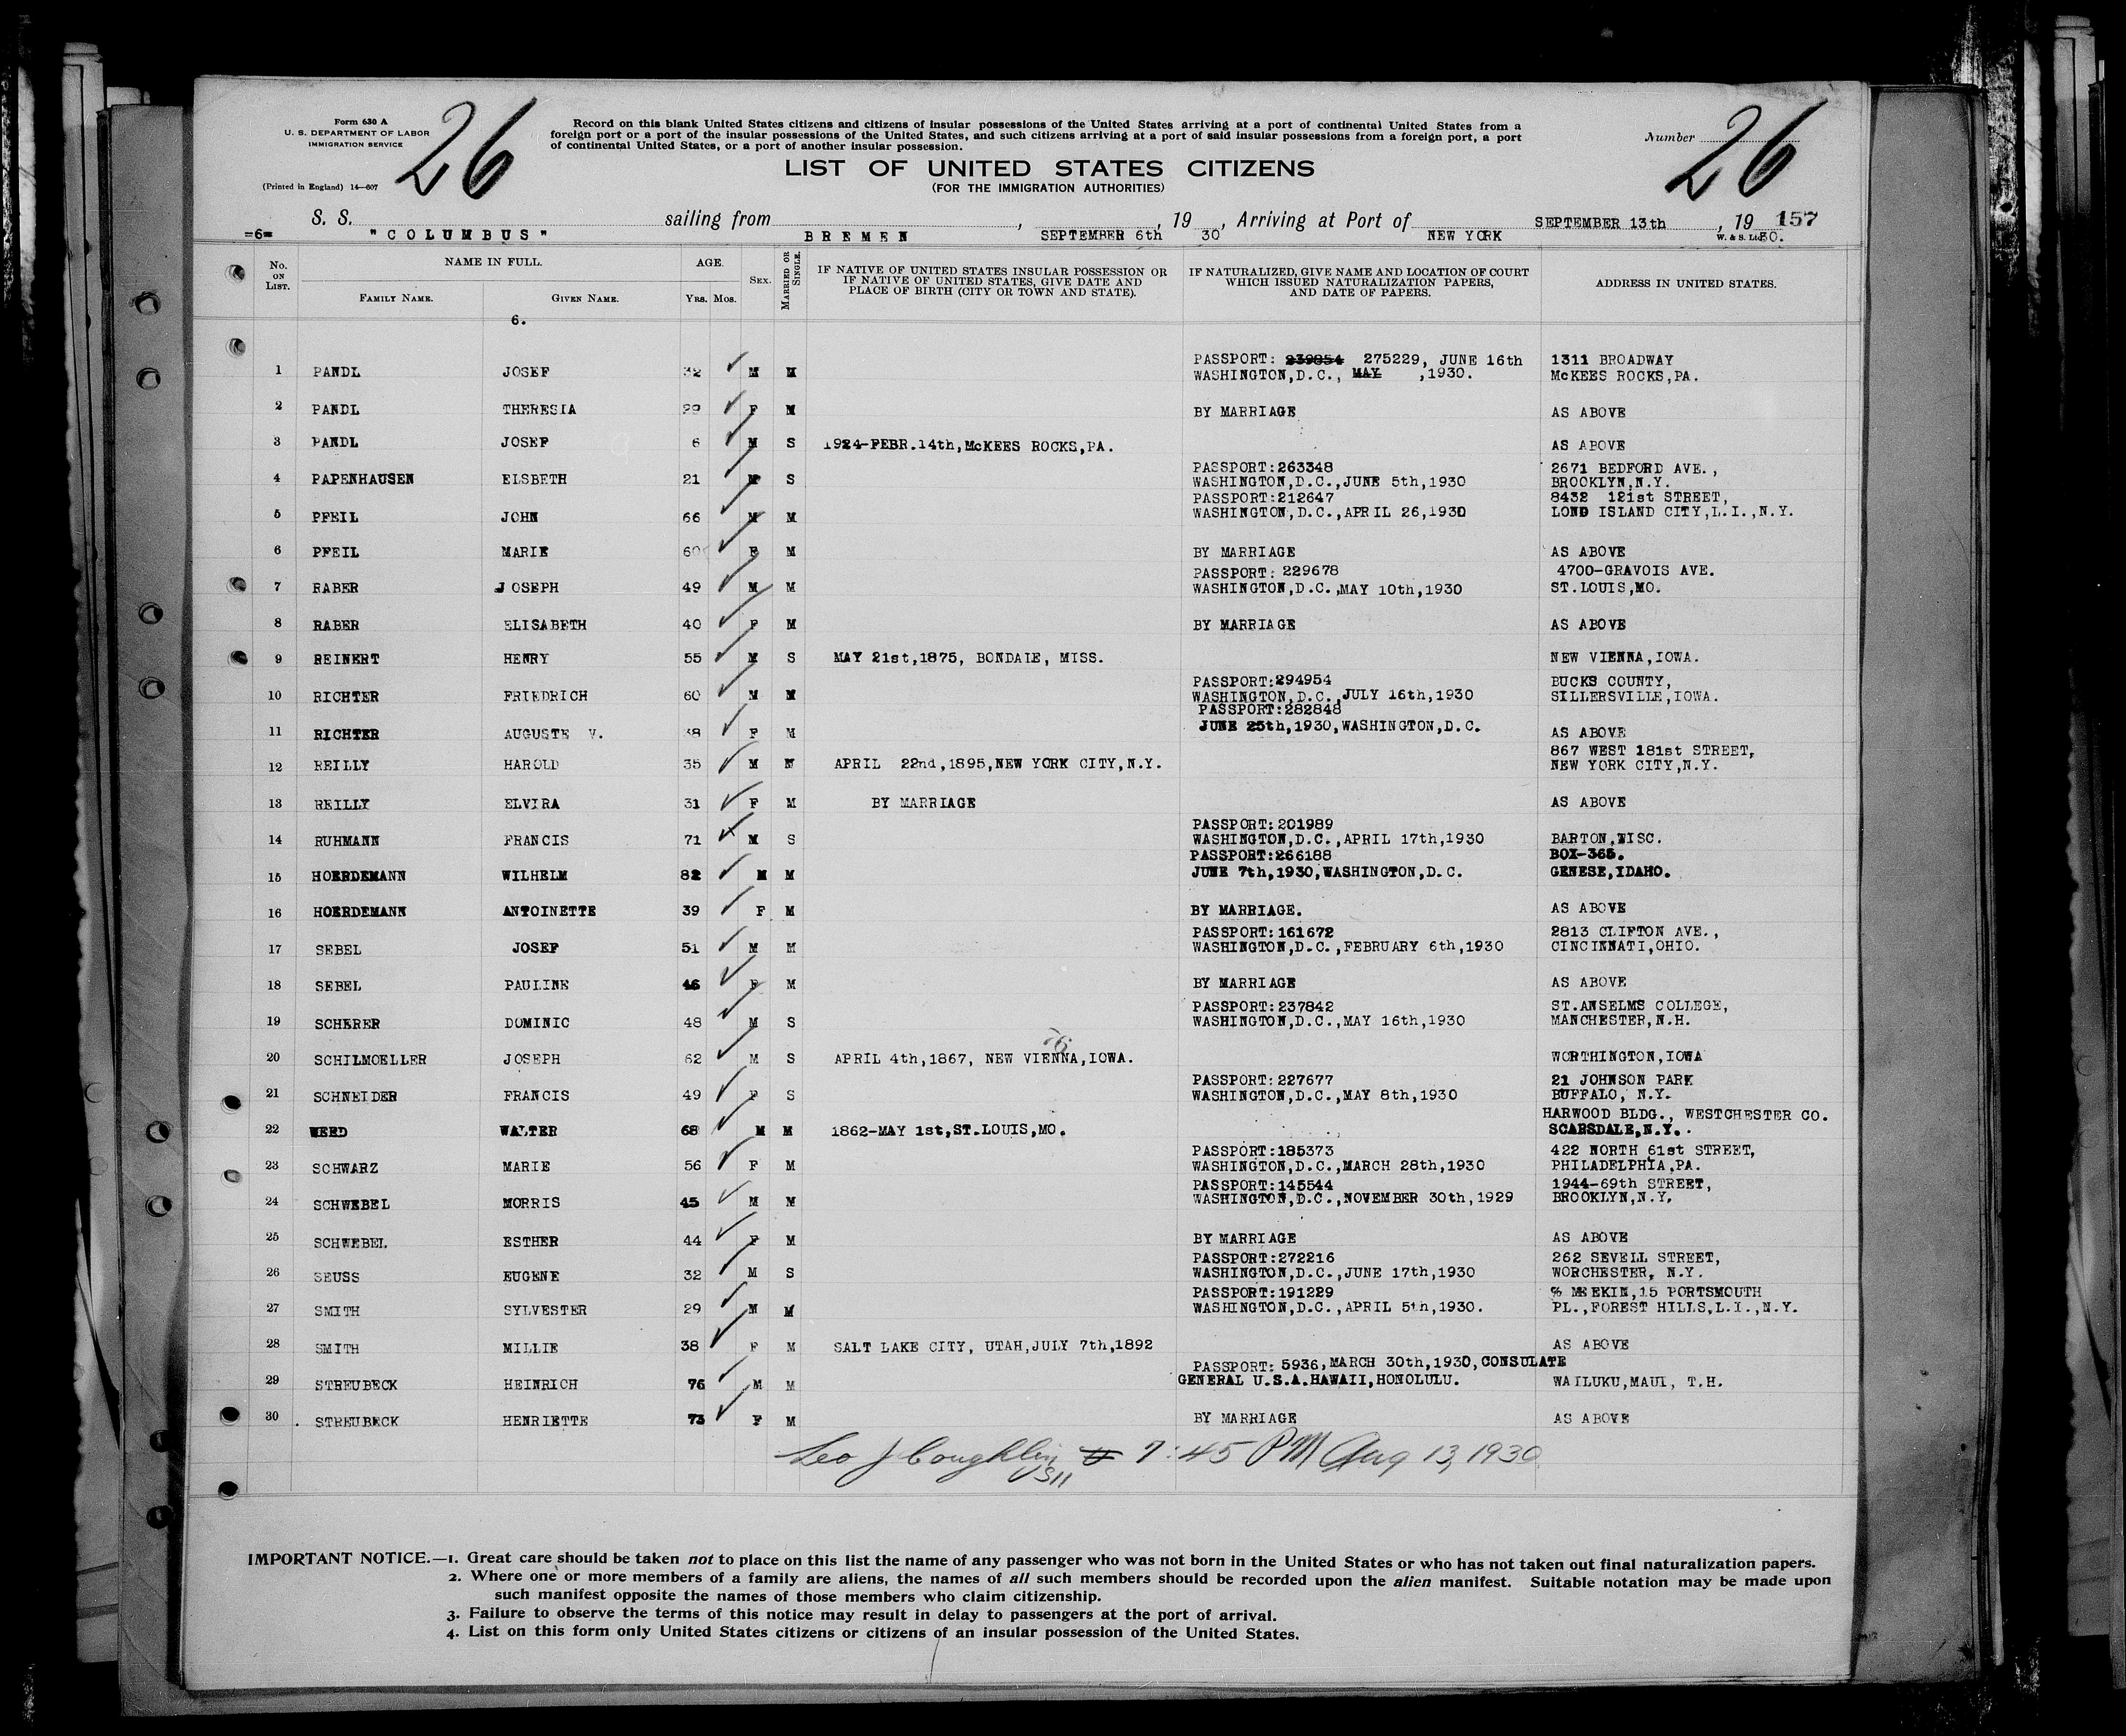 Form 630 A
U. S. DEPARTMENT OF LABOR
IMMIGRATION SERVICE
(Printed in England) 14—607
26
Record on this blank United States citizens and citizens of insular possessions of the United States arriving at a port of continental United States from a
foreign port or a port of the insular possessions of the United States, and such citizens arriving at a port of said insular possessions from a foreign port, a port
of continental United States, or a port of another insular possession.
LIST OF UNITED STATES CITIZENS
(FOR THE IMMIGRATION AUTHORITIES)
Number
26
S. S. "COLUMBUS" sailing from BREMEN, SEPTEMBER 6th, 19 30, Arriving at Port of NEW YORK SEPTEMBER 13th, 19 30.
157
=6=
W. & S. Ltd.
No. ON LIST.
NAME IN FULL.
FAMILY NAME.
GIVEN NAME.
AGE.
Yrs. Mos.
SEX.
MARRIED OR SINGLE.
IF NATIVE OF UNITED STATES INSULAR POSSESSION OR
IF NATIVE OF UNITED STATES, GIVE DATE AND
PLACE OF BIRTH (CITY OR TOWN AND STATE).
IF NATURALIZED, GIVE NAME AND LOCATION OF COURT
WHICH ISSUED NATURALIZATION PAPERS,
AND DATE OF PAPERS.
ADDRESS IN UNITED STATES.
6.
1 PANDL JOSEF 32 M M PASSPORT: 239854 275229, JUNE 16th 1311 BROADWAY
WASHINGTON,D.C., MAY ,1930. McKEES ROCKS,PA.
2 PANDL THERESIA 29 F M BY MARRIAGE AS ABOVE
3 PANDL JOSEF 6 M S 1924-FEBR.14th,McKEES ROCKS,PA. AS ABOVE
4 PAPENHAUSEN ELSBETH 21 S PASSPORT:263348 2671 BEDFORD AVE.,
WASHINGTON,D.C.,JUNE 5th,1930 BROOKLYN,N.Y.
5 PFEIL JOHN 66 M M PASSPORT:212647 8432 121st STREET,
WASHINGTON,D.C.,APRIL 26,1930 LOND ISLAND CITY,L.I.,N.Y.
6 PFEIL MARIE 60 F M BY MARRIAGE AS ABOVE
7 RABER JOSEPH 49 M M PASSPORT: 229678 4700-GRAVOIS AVE.
WASHINGTON,D.C.,MAY 10th,1930 ST.LOUIS,MO.
8 RABER ELISABETH 40 F M BY MARRIAGE AS ABOVE
9 REINERT HENRY 55 M S MAY 21st,1875, BONDAIE, MISS. NEW VIENNA,IOWA.
10 RICHTER FRIEDRICH 60 M M PASSPORT:294954 BUCKS COUNTY,
WASHINGTON,D.C.,JULY 16th,1930 SILLERSVILLE,IOWA.
11 RICHTER AUGUSTE V. 38 F M PASSPORT:282848
JUNE 25th,1930,WASHINGTON,D.C. AS ABOVE
12 REILLY HAROLD 35 M M APRIL 22nd,1895,NEW YORK CITY,N.Y. 867 WEST 181st STREET,
NEW YORK CITY,N.Y.
13 REILLY ELVIRA 31 F M BY MARRIAGE AS ABOVE
14 RUHMANN FRANCIS 71 M S PASSPORT:201989
WASHINGTON,D.C.,APRIL 17th,1930 BARTON,WISC.
15 HOERDEMANN WILHELM 82 M M PASSPORT:266188 BOX-365.
JUNE 7th,1930,WASHINGTON,D.C. GENESE,IDAHO.
16 HOERDEMANN ANTOINETTE 39 F M BY MARRIAGE. AS ABOVE
17 SEBEL JOSEF 51 M M PASSPORT:161672 2813 CLIFTON AVE.,
WASHINGTON,D.C.,FEBRUARY 6th,1930 CINCINNATI,OHIO.
18 SEBEL PAULINE 46 F M BY MARRIAGE AS ABOVE
19 SCHERER DOMINIC 48 M S PASSPORT:237842 ST.ANSELMS COLLEGE,
WASHINGTON,D.C.,MAY 16th,1930 MANCHESTER,N.H.
20 SCHILMOELLER JOSEPH 62 M S APRIL 4th,1867, NEW VIENNA,IOWA. WORTHINGTON,IOWA
21 SCHNEIDER FRANCIS 49 F S PASSPORT:227677 21 JOHNSON PARK
WASHINGTON,D.C.,MAY 8th,1930 BUFFALO, N.Y.
22 WEED WALTER 68 M M 1862-MAY 1st,ST.LOUIS,MO. HARWOOD BLDG., WESTCHESTER CO.
SCARSDALE,N.Y.
23 SCHWARZ MARIE 56 F M PASSPORT:185373 422 NORTH 61st STREET,
WASHINGTON,D.C.,MARCH 28th,1930 PHILADELPHIA,PA.
24 SCHWEBEL MORRIS 45 M M PASSPORT:145544 1944-69th STREET,
WASHINGTON,D.C.,NOVEMBER 30th,1929 BROOKLYN,N.Y.
25 SCHWEBEL ESTHER 44 F M BY MARRIAGE AS ABOVE
26 SEUSS EUGENE 32 M S PASSPORT:272216 262 SEVELL STREET,
WASHINGTON,D.C.,JUNE 17th,1930 WORCHESTER, N.Y.
27 SMITH SYLVESTER 29 M M PASSPORT:191229 % MEEKIN,15 PORTSMOUTH
WASHINGTON,D.C.,APRIL 5th,1930. PL.,FOREST HILLS,L.I.,N.Y.
28 SMITH MILLIE 38 F M SALT LAKE CITY, UTAH,JULY 7th,1892 AS ABOVE
29 STREUBECK HEINRICH 76 M M PASSPORT: 5936,MARCH 30th,1930,CONSULATE
GENERAL U.S.A.HAWAII,HONOLULU. WAILUKU,MAUI, T.H.
30 STREUBECK HENRIETTE 73 F M BY MARRIAGE AS ABOVE
Leo J Coughlin 7:45 PM Aug 13, 1930
IMPORTANT NOTICE.—1. Great care should be taken not to place on this list the name of any passenger who was not born in the United States or who has not taken out final naturalization papers.
2. Where one or more members of a family are aliens, the names of all such members should be recorded upon the alien manifest. Suitable notation may be made upon
such manifest opposite the names of those members who claim citizenship.
3. Failure to observe the terms of this notice may result in delay to passengers at the port of arrival.
4. List on this form only United States citizens or citizens of an insular possession of the United States.